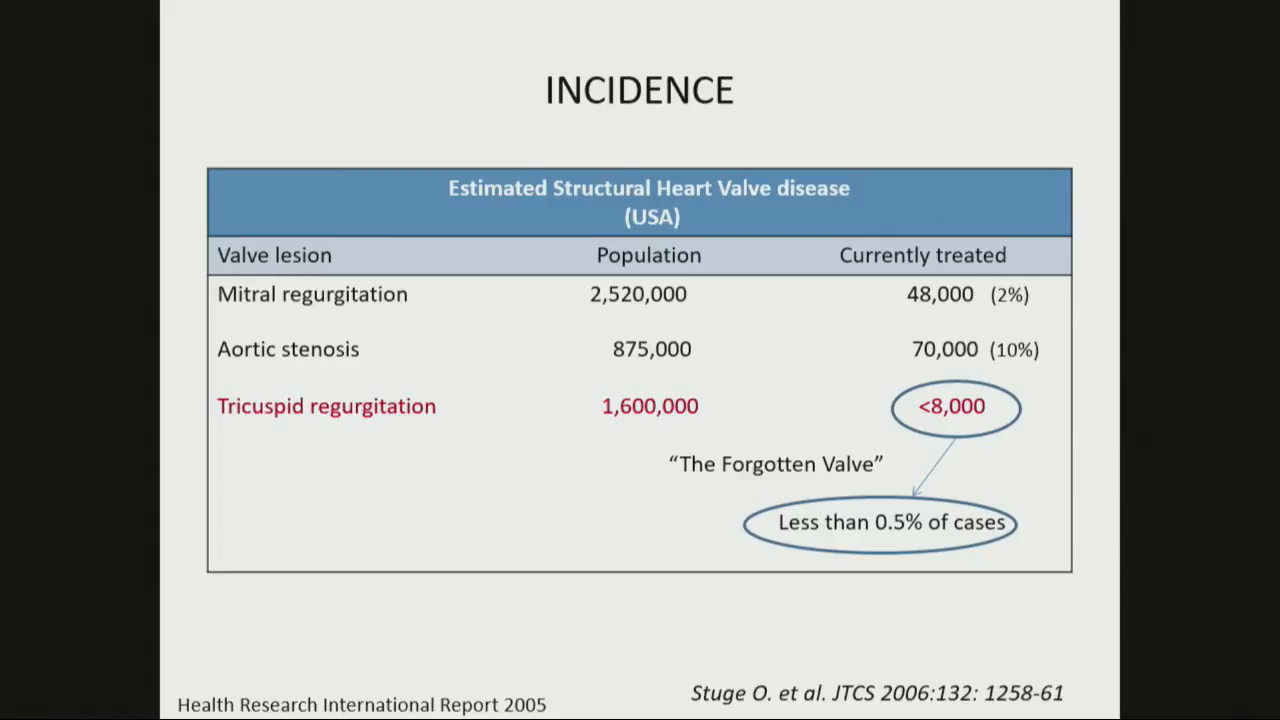 INCIDENCE
Estimated Structural Heart Valve disease
(USA)
Valve lesion Population Currently treated
Mitral regurgitation 2,520,000 48,000 (2%)
Aortic stenosis 875,000 70,000 (10%)
Tricuspid regurgitation 1,600,000 <8,000
“The Forgotten Valve”
Less than 0.5% of cases
Health Research International Report 2005
Stuge O. et al. JTCS 2006:132: 1258-61